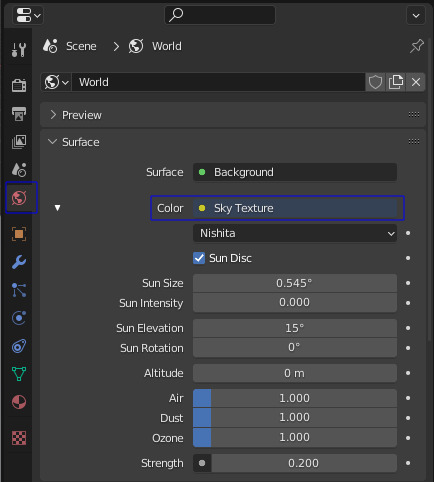 Scene > World
World
Preview
Surface
Surface Background
Color Sky Texture
Nishita
Sun Disc
Sun Size 0.545°
Sun Intensity 0.000
Sun Elevation 15°
Sun Rotation 0°
Altitude 0 m
Air 1.000
Dust 1.000
Ozone 1.000
Strength 0.200